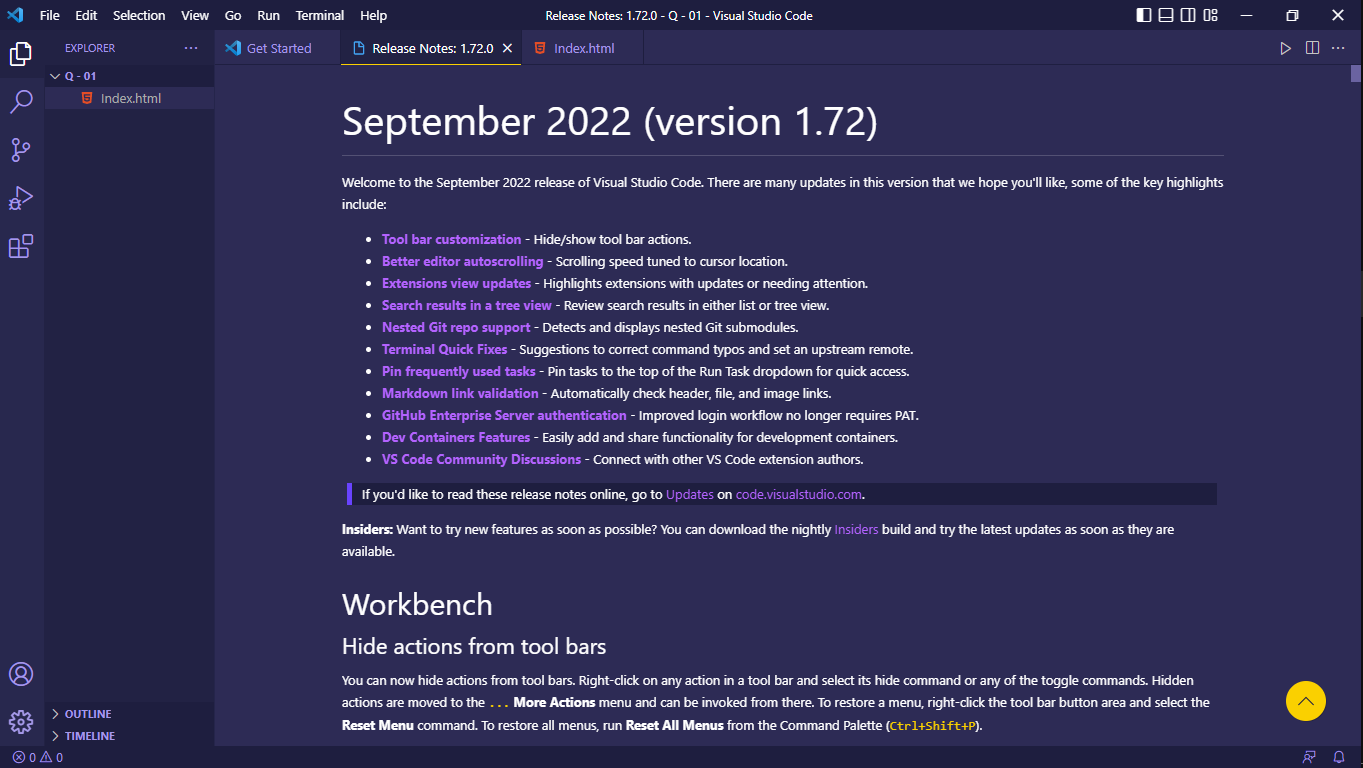 File Edit Selection View Go Run Terminal Help
Release Notes: 1.72.0 - Q - 01 - Visual Studio Code
EXPLORER ...
Get Started
Release Notes: 1.72.0
Index.html
Q - 01
Index.html
September 2022 (version 1.72)
Welcome to the September 2022 release of Visual Studio Code. There are many updates in this version that we hope you'll like, some of the key highlights
include:
• Tool bar customization - Hide/show tool bar actions.
• Better editor autoscrolling - Scrolling speed tuned to cursor location.
• Extensions view updates - Highlights extensions with updates or needing attention.
• Search results in a tree view - Review search results in either list or tree view.
• Nested Git repo support - Detects and displays nested Git submodules.
• Terminal Quick Fixes - Suggestions to correct command typos and set an upstream remote.
• Pin frequently used tasks - Pin tasks to the top of the Run Task dropdown for quick access.
• Markdown link validation - Automatically check header, file, and image links.
• GitHub Enterprise Server authentication - Improved login workflow no longer requires PAT.
• Dev Containers Features - Easily add and share functionality for development containers.
• VS Code Community Discussions - Connect with other VS Code extension authors.
If you'd like to read these release notes online, go to Updates on code.visualstudio.com.
Insiders: Want to try new features as soon as possible? You can download the nightly Insiders build and try the latest updates as soon as they are
available.
Workbench
Hide actions from tool bars
You can now hide actions from tool bars. Right-click on any action in a tool bar and select its hide command or any of the toggle commands. Hidden
actions are moved to the ... More Actions menu and can be invoked from there. To restore a menu, right-click the tool bar button area and select the
Reset Menu command. To restore all menus, run Reset All Menus from the Command Palette (Ctrl+Shift+P).
OUTLINE
TIMELINE
0 0